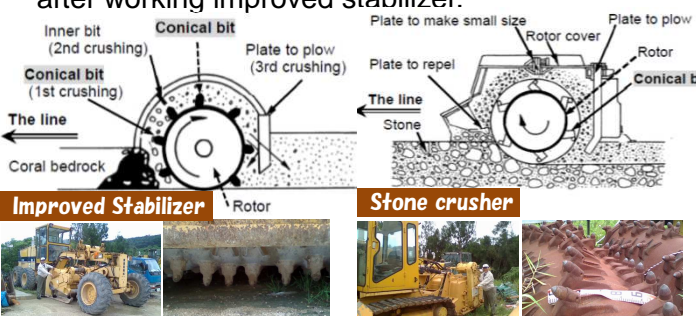 after working improved stabilizer.
Inner bit
(2nd crushing)
Conical bit
Plate to plow
(3rd crushing)
Conical bit
(1st crushing)
The line
Coral bedrock
Rotor
Improved Stabilizer
Plate to make small size
Plate to plow
Rotor cover
Rotor
Plate to repel
Conical b
The line
Stone
Stone crusher